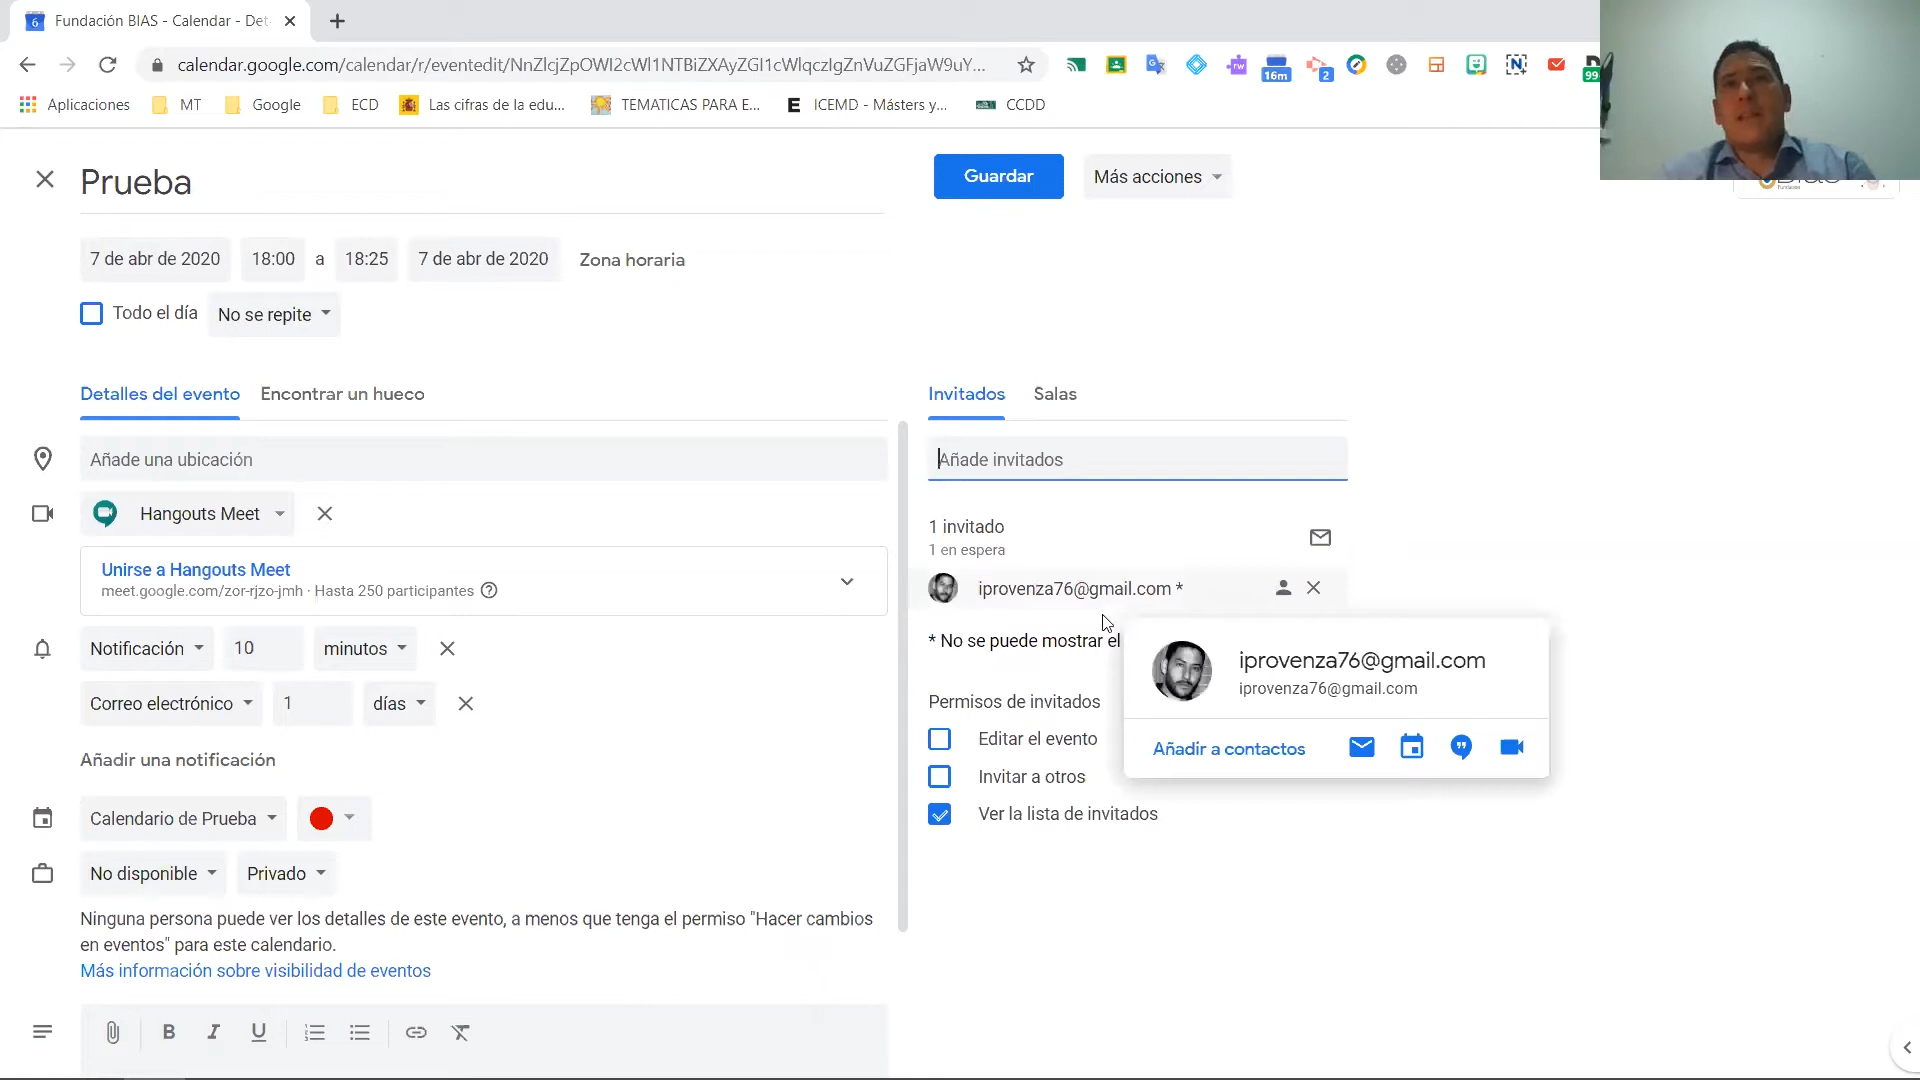 Fundación BIAS - Calendar - Det
calendar.google.com/calendar/r/eventedit/NnZlcjZpOWI2cWl1NTBiZXAyZGI1cWlqczIgZnVuZGFjaW9uY...
16m
2
99
Aplicaciones MT Google ECD Las cifras de la edu... TEMATICAS PARA E... ICEMD - Másters y... CCDD
Prueba
Guardar
Más acciones
7 de abr de 2020 18:00 a 18:25 7 de abr de 2020 Zona horaria
Todo el día No se repite
Detalles del evento Encontrar un hueco
Invitados Salas
Añade una ubicación
Añade invitados
Hangouts Meet
1 invitado
1 en espera
Unirse a Hangouts Meet
meet.google.com/zor-rjzo-jmh · Hasta 250 participantes
iprovenza76@gmail.com *
* No se puede mostrar el
iprovenza76@gmail.com
iprovenza76@gmail.com
Añadir a contactos
Notificación 10 minutos
Correo electrónico 1 días
Añadir una notificación
Permisos de invitados
Editar el evento
Invitar a otros
Ver la lista de invitados
Calendario de Prueba
No disponible Privado
Ninguna persona puede ver los detalles de este evento, a menos que tenga el permiso "Hacer cambios
en eventos" para este calendario.
Más información sobre visibilidad de eventos
B I U